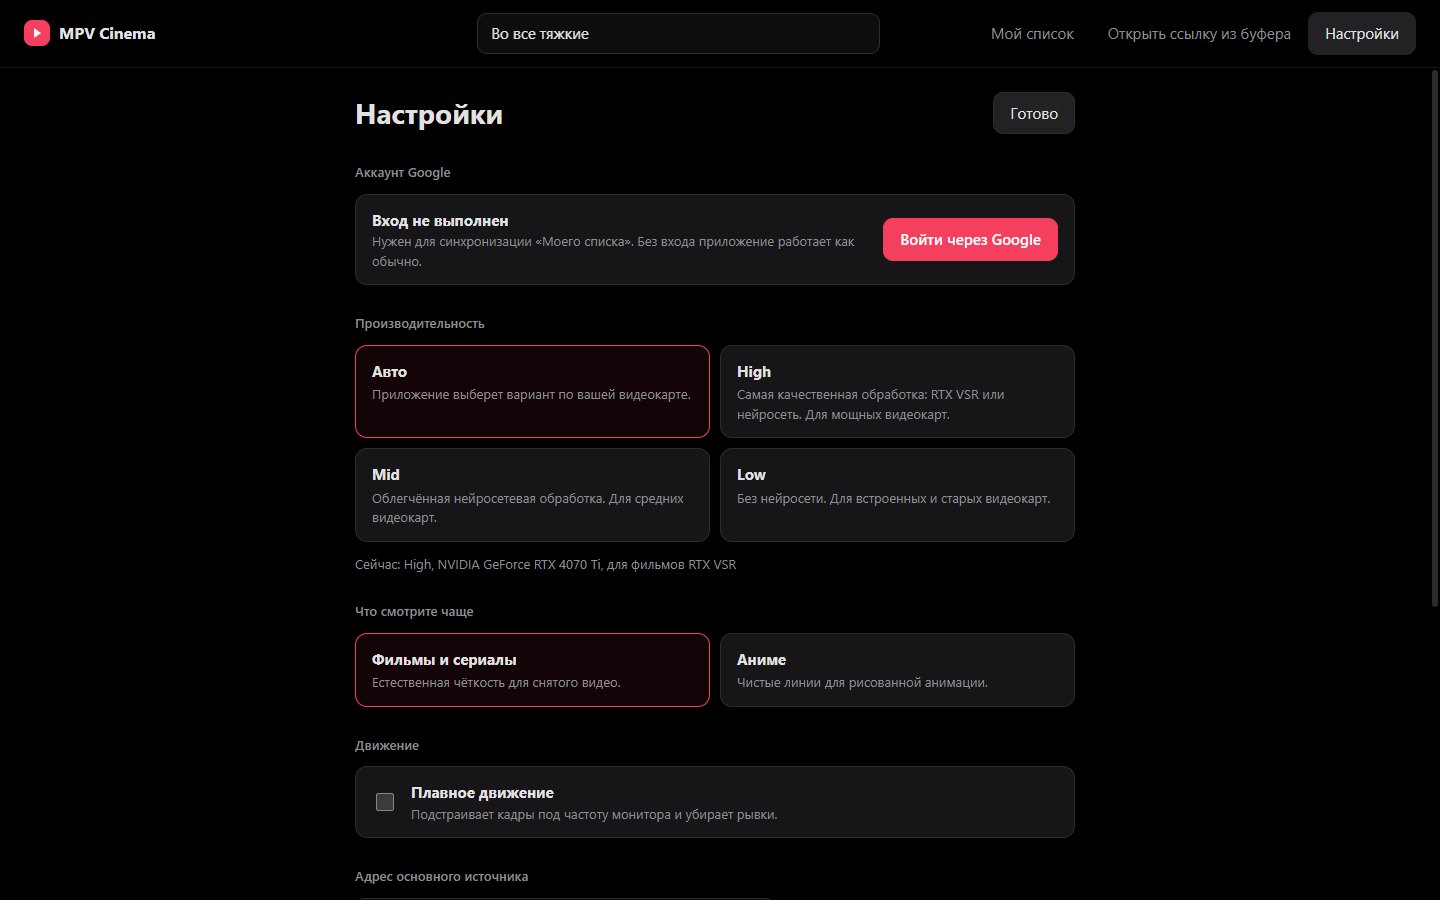 MPV Cinema
Во все тяжкие
Мой список
Открыть ссылку из буфера
Настройки
Настройки
Готово
Аккаунт Google
Вход не выполнен
Нужен для синхронизации «Моего списка». Без входа приложение работает как
обычно.
Войти через Google
Производительность
Авто
Приложение выберет вариант по вашей видеокарте.
High
Самая качественная обработка: RTX VSR или
нейросеть. Для мощных видеокарт.
Mid
Облегчённая нейросетевая обработка. Для средних
видеокарт.
Low
Без нейросети. Для встроенных и старых видеокарт.
Сейчас: High, NVIDIA GeForce RTX 4070 Ti, для фильмов RTX VSR
Что смотрите чаще
Фильмы и сериалы
Естественная чёткость для снятого видео.
Аниме
Чистые линии для рисованной анимации.
Движение
Плавное движение
Подстраивает кадры под частоту монитора и убирает рывки.
Адрес основного источника